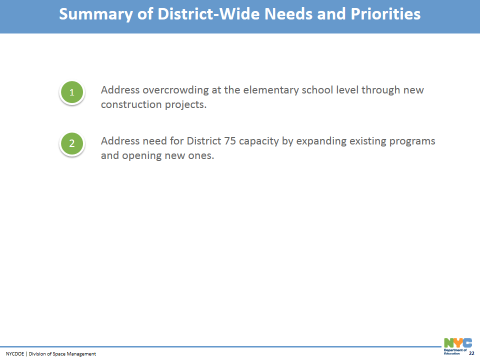 Summary of District-Wide Needs and Priorities
1
Address overcrowding at the elementary school level through new
construction projects.
2
Address need for District 75 capacity by expanding existing programs
and opening new ones.
NYCDOE | Division of Space Management
NYC
Department of
Education
22